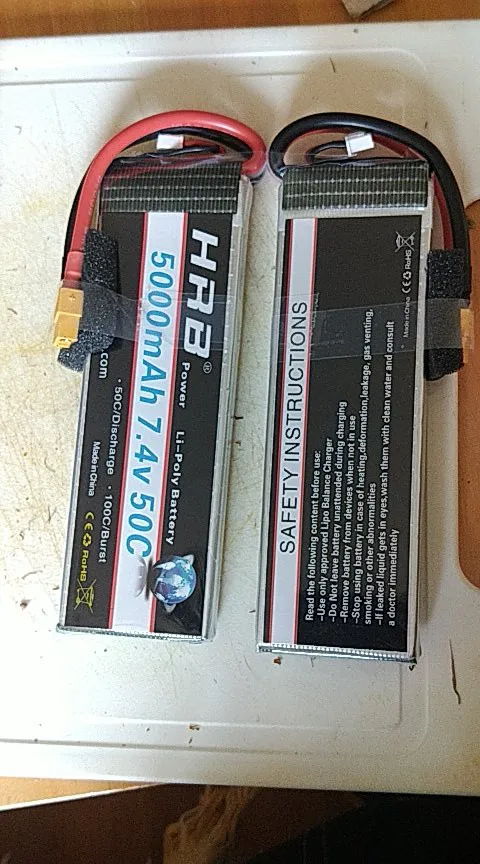 HRB®
Power Li-Poly Battery
5000mAh 7.4v 50C
• 50C/Discharge • 100C/Burst
.com
Made in China
CE RoHS
SAFETY INSTRUCTIONS
Read the following content before use:
-Use only approved Lipo Balance Charger
-Do Not leave battery unattended during charging
-Remove battery from devices when not in use
-Stop using battery in case of heating,deformation,leakage, gas venting,
smoking or other abnormalities
-If leaked liquid gets in eyes,wash them with clean water and consult
a doctor immediately
Made in China CE RoHS